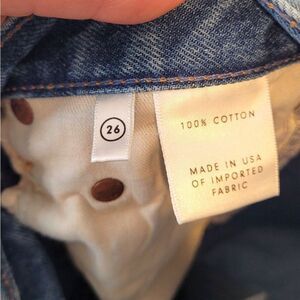 26
100% COTTON
MADE IN USA
OF IMPORTED
FABRIC